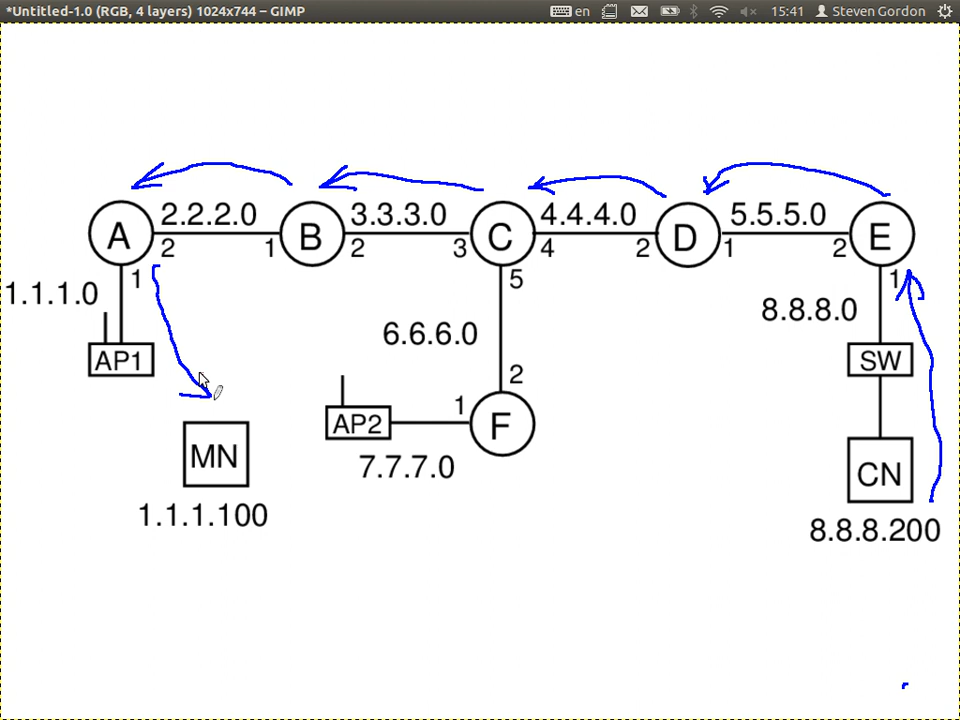 *Untitled-1.0 (RGB, 4 layers) 1024x744 – GIMP
en
15:41
Steven Gordon
2.2.2.0
3.3.3.0
4.4.4.0
5.5.5.0
A
B
C
D
E
2
1
2
3
4
2
1
2
1
5
1
1.1.1.0
8.8.8.0
6.6.6.0
AP1
SW
2
1
AP2
F
MN
7.7.7.0
CN
1.1.1.100
8.8.8.200